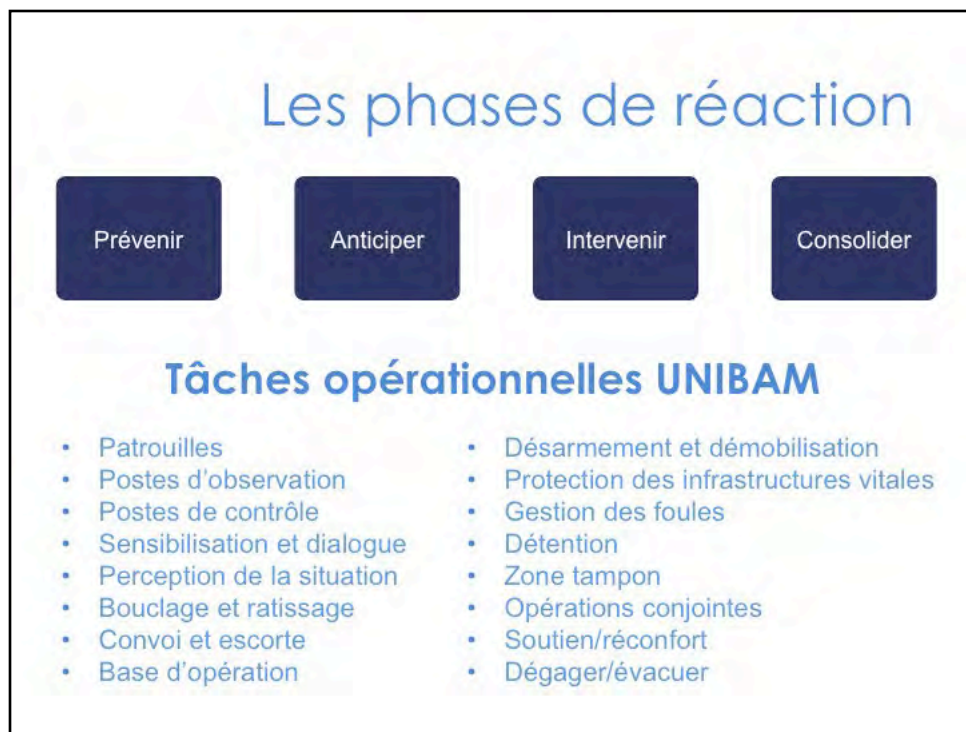 Les phases de réaction
Prévenir
Anticiper
Intervenir
Consolider
Tâches opérationnelles UNIBAM
• Patrouilles
• Postes d'observation
• Postes de contrôle
• Sensibilisation et dialogue
• Perception de la situation
• Bouclage et ratissage
• Convoi et escorte
• Base d'opération
• Désarmement et démobilisation
• Protection des infrastructures vitales
• Gestion des foules
• Détention
• Zone tampon
• Opérations conjointes
• Soutien/réconfort
• Dégager/évacuer